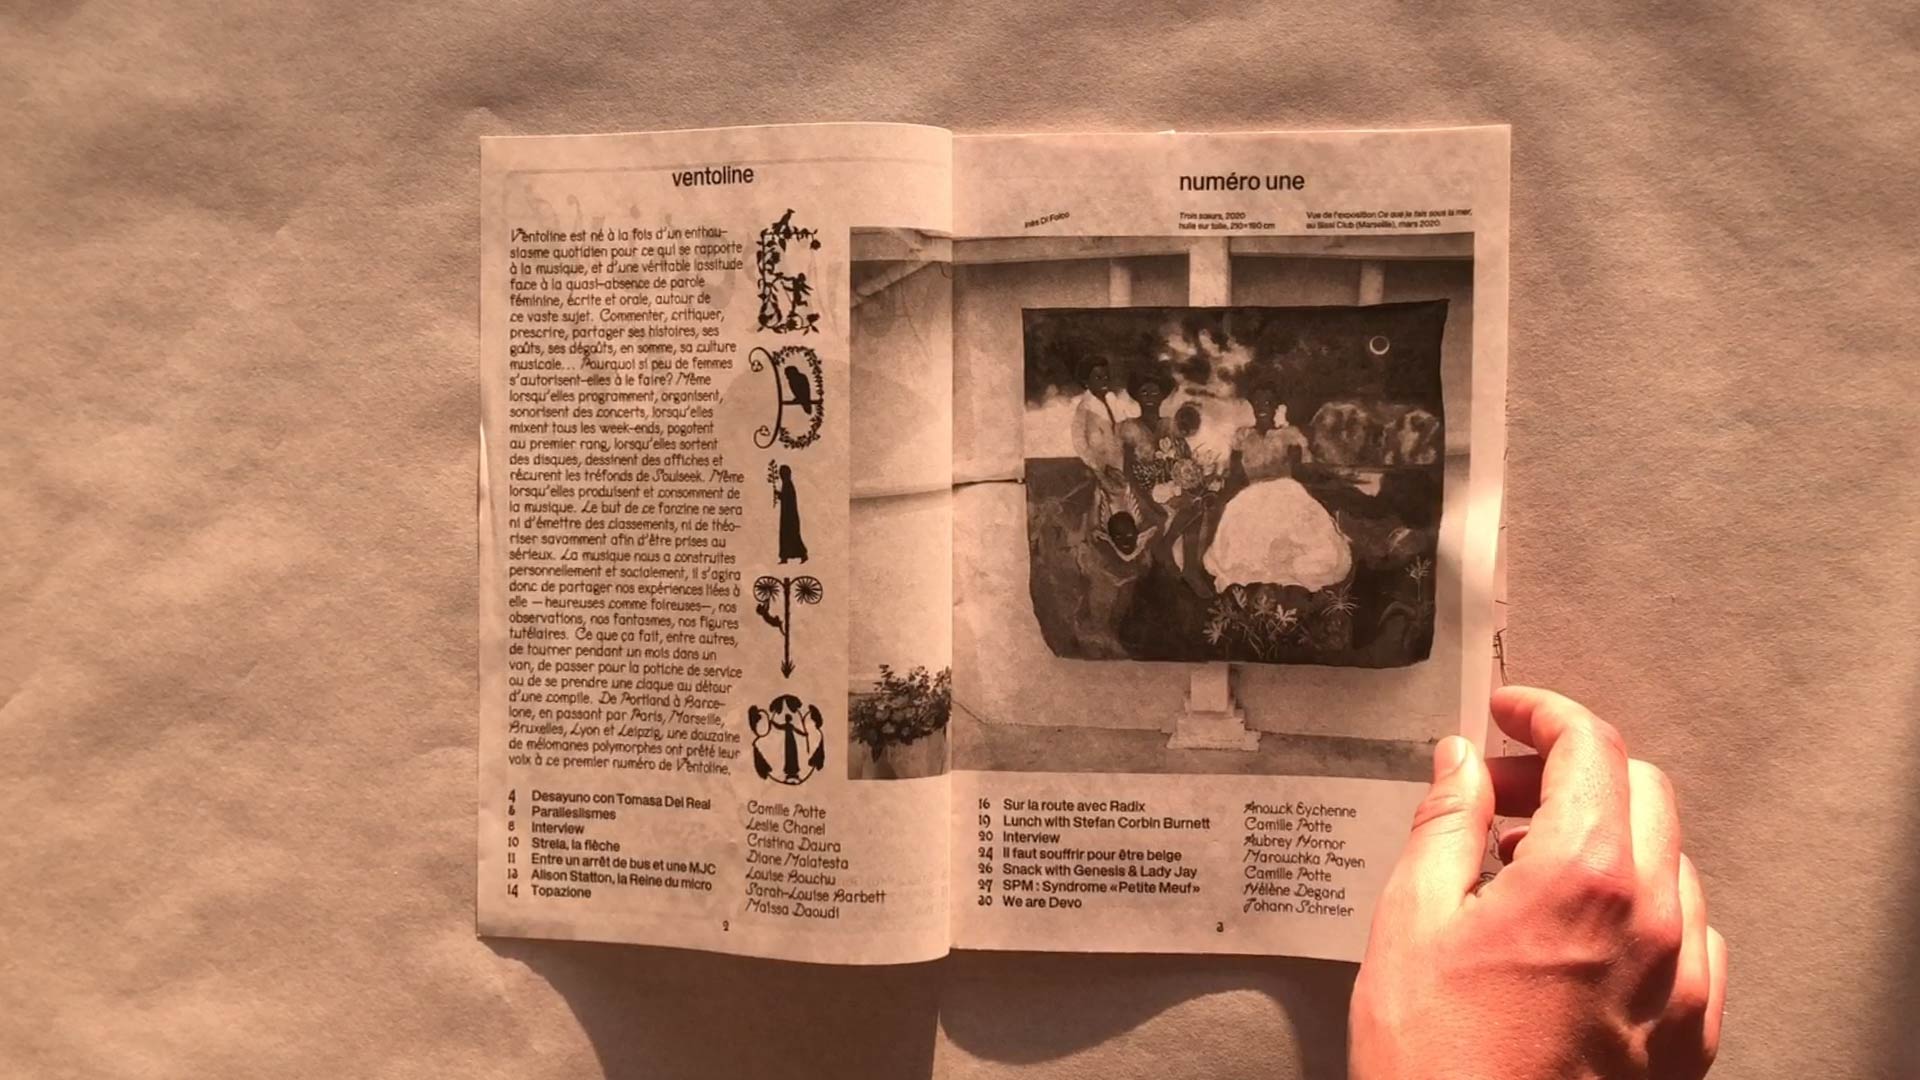 ventoline
Ventoline est né à la fois d'un enthou-
siasme quotidien pour ce qui se rapporte
à la musique, et d'une véritable lassitude
face à la quasi-absence de parole
féminine, écrite et orale, autour de
ce vaste sujet. Commenter, critiquer,
prescrire, partager ses histoires, ses
goûts, ses dégoûts, en somme, sa culture
musicale... Pourquoi si peu de femmes
s'autorisent-elles à le faire? Même
lorsqu'elles programment, organisent,
sonorisent des concerts, lorsqu'elles
mixent tous les week-ends, pogotent
au premier rang, lorsqu'elles sortent
des disques, dessinent des affiches et
récurent les tréfonds de Soulseek. Même
lorsqu'elles produisent et consomment de
la musique. Le but de ce fanzine ne sera
ni d'émettre des classements, ni de théo-
riser savamment afin d'être prises au
sérieux. La musique nous a construites
personnellement et socialement, il s'agira
donc de partager nos expériences liées à
elle — heureuses comme foireuses—, nos
observations, nos fantasmes, nos figures
tutélaires. Ce que ça fait, entre autres,
de tourner pendant un mois dans un
van, de passer pour la potiche de service
ou de se prendre une claque au détour
d'une compile. De Portland à Barce-
lone, en passant par Paris, Marseille,
Bruxelles, Lyon et Leipzig, une douzaine
de mélomanes polymorphes ont prêté leur
voix à ce premier numéro de Ventoline.
4 Desayuno con Tomasa Del Real Camille Potte
6 Paralleslismes Leslie Chanel
8 Interview Cristina Daura
10 Strela, la flèche Diane Malatesta
11 Entre un arrêt de bus et une MJC Louise Bouchu
13 Alison Statton, la Reine du micro Sarah-Louise Barbett
14 Topazione Maïssa Daoudi
2
numéro une
Inès Di Folco
Trois sœurs, 2020
huile sur toile, 210×190 cm
Vue de l'exposition Ce que je fais sous la mer,
au Sissi Club (Marseille), mars 2020
16 Sur la route avec Radix Anouck Eychenne
19 Lunch with Stefan Corbin Burnett Camille Potte
20 Interview Aubrey Hornor
24 Il faut souffrir pour être belge Marouchka Payen
26 Snack with Genesis & Lady Jay Camille Potte
27 SPM : Syndrome «Petite Meuf» Hélène Degand
30 We are Devo Johann Schreier
3